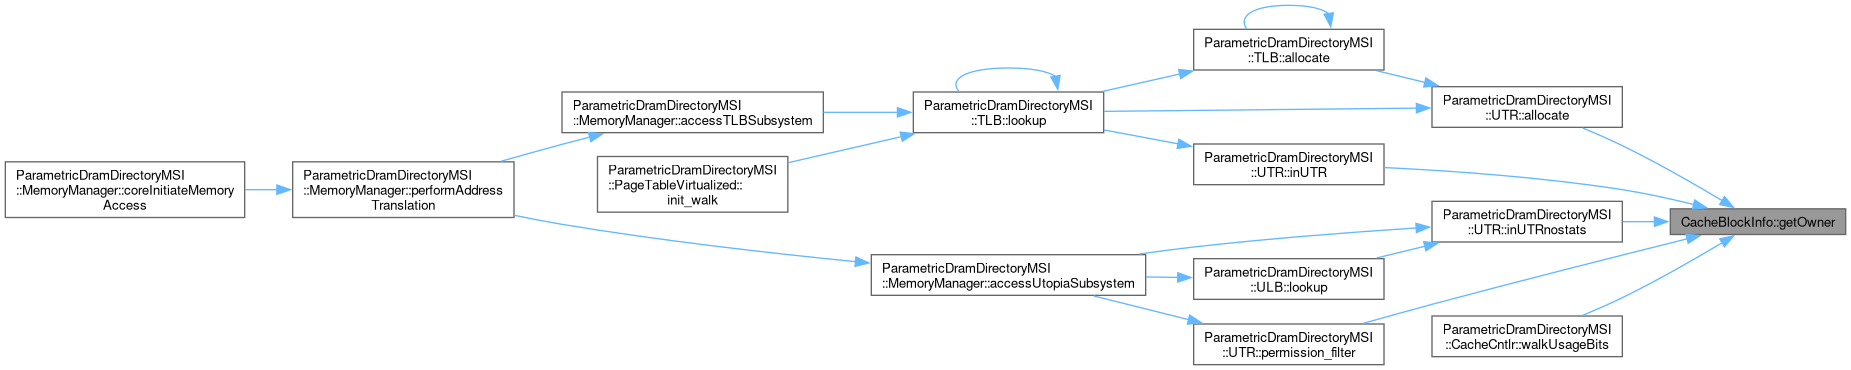 ParametricDramDirectoryMSI
::MemoryManager::coreInitiateMemory
Access
ParametricDramDirectoryMSI
::MemoryManager::performAddress
Translation
ParametricDramDirectoryMSI
::MemoryManager::accessTLBSubsystem
ParametricDramDirectoryMSI
::PageTableVirtualized::
init_walk
ParametricDramDirectoryMSI
::TLB::lookup
ParametricDramDirectoryMSI
::MemoryManager::accessUtopiaSubsystem
ParametricDramDirectoryMSI
::TLB::allocate
ParametricDramDirectoryMSI
::UTR::inUTR
ParametricDramDirectoryMSI
::ULB::lookup
ParametricDramDirectoryMSI
::UTR::permission_filter
ParametricDramDirectoryMSI
::UTR::allocate
ParametricDramDirectoryMSI
::UTR::inUTRnostats
ParametricDramDirectoryMSI
::CacheCntlr::walkUsageBits
CacheBlockInfo::getOwner